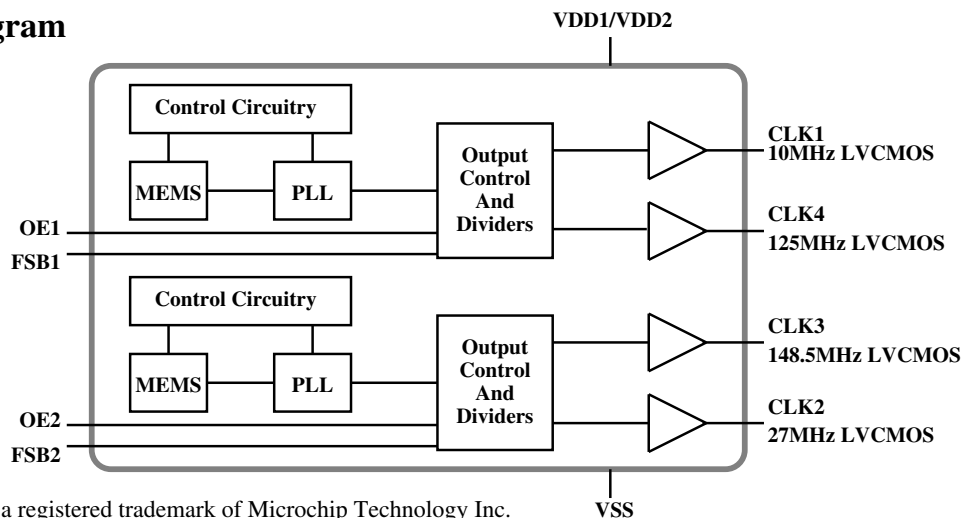 gram
VDD1/VDD2
Control Circuitry
MEMS
PLL
Output
Control
And
Dividers
CLK1
10MHz LVCMOS
CLK4
125MHz LVCMOS
OE1
FSB1
Control Circuitry
MEMS
PLL
Output
Control
And
Dividers
CLK3
148.5MHz LVCMOS
CLK2
27MHz LVCMOS
OE2
FSB2
VSS
a registered trademark of Microchip Technology Inc.